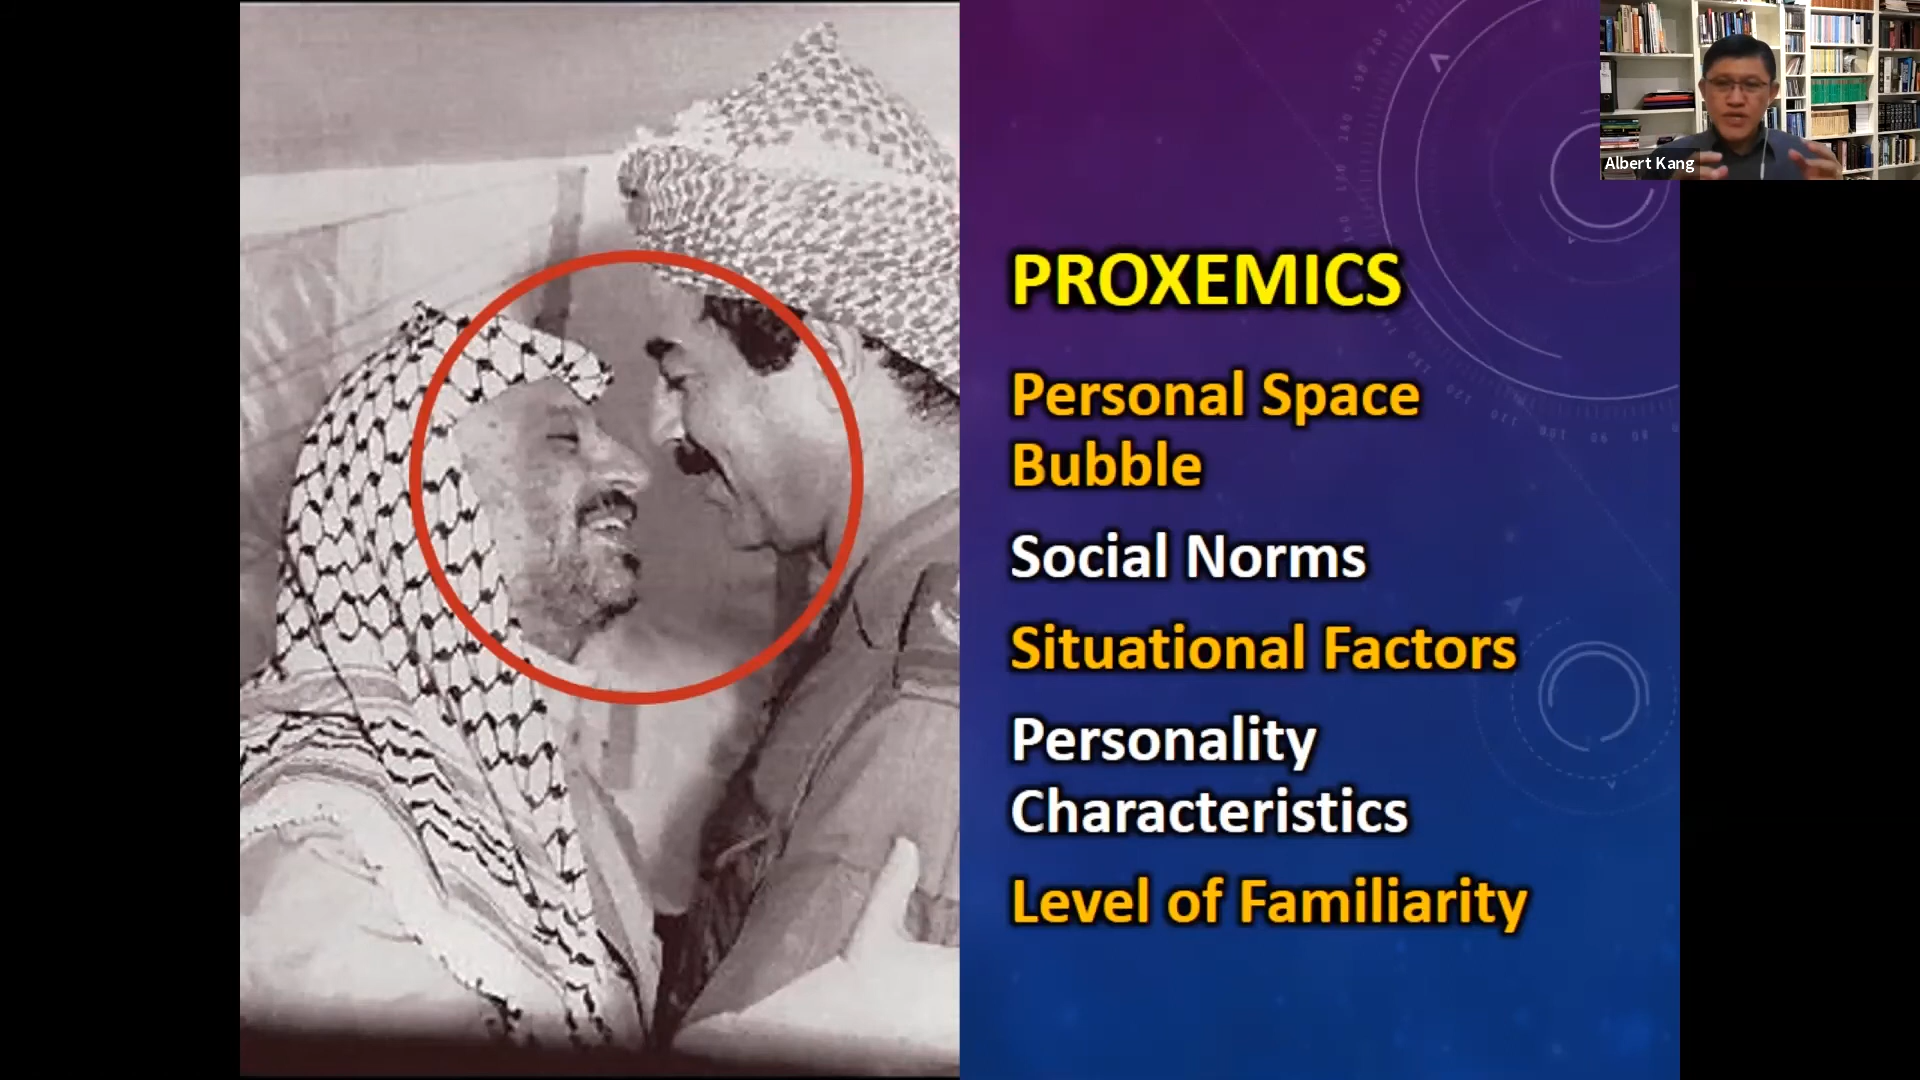 Albert Kang
PROXEMICS
Personal Space
Bubble
Social Norms
Situational Factors
Personality
Characteristics
Level of Familiarity